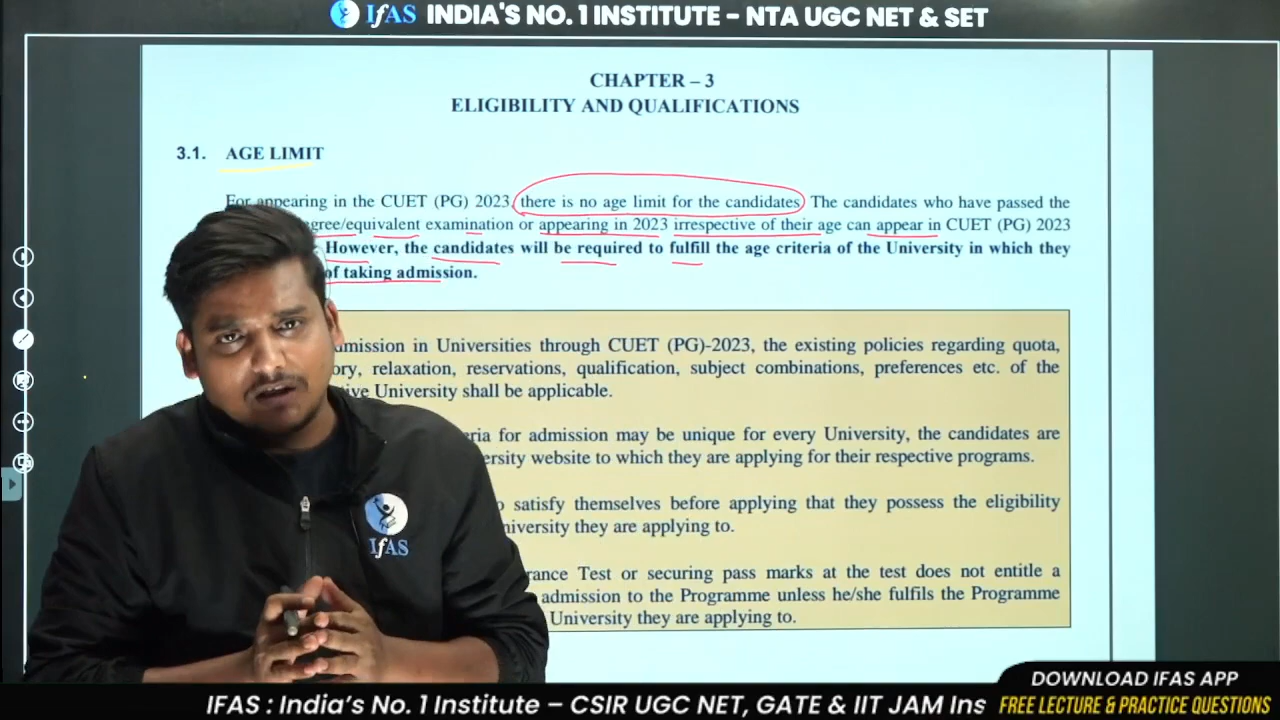 IfAS INDIA'S NO. 1 INSTITUTE - NTA UGC NET & SET
CHAPTER – 3
ELIGIBILITY AND QUALIFICATIONS
3.1. AGE LIMIT
For appearing in the CUET (PG) 2023, there is no age limit for the candidates. The candidates who have passed the
gree/equivalent examination or appearing in 2023 irrespective of their age can appear in CUET (PG) 2023
However, the candidates will be required to fulfill the age criteria of the University in which they
of taking admission.
mission in Universities through CUET (PG)-2023, the existing policies regarding quota,
ory, relaxation, reservations, qualification, subject combinations, preferences etc. of the
ive University shall be applicable.
ria for admission may be unique for every University, the candidates are
ersity website to which they are applying for their respective programs.
satisfy themselves before applying that they possess the eligibility
niversity they are applying to.
rance Test or securing pass marks at the test does not entitle a
admission to the Programme unless he/she fulfils the Programme
University they are applying to.
IfAS
DOWNLOAD IFAS APP
IFAS : India's No. 1 Institute – CSIR UGC NET, GATE & IIT JAM Ins
FREE LECTURE & PRACTICE QUESTIONS